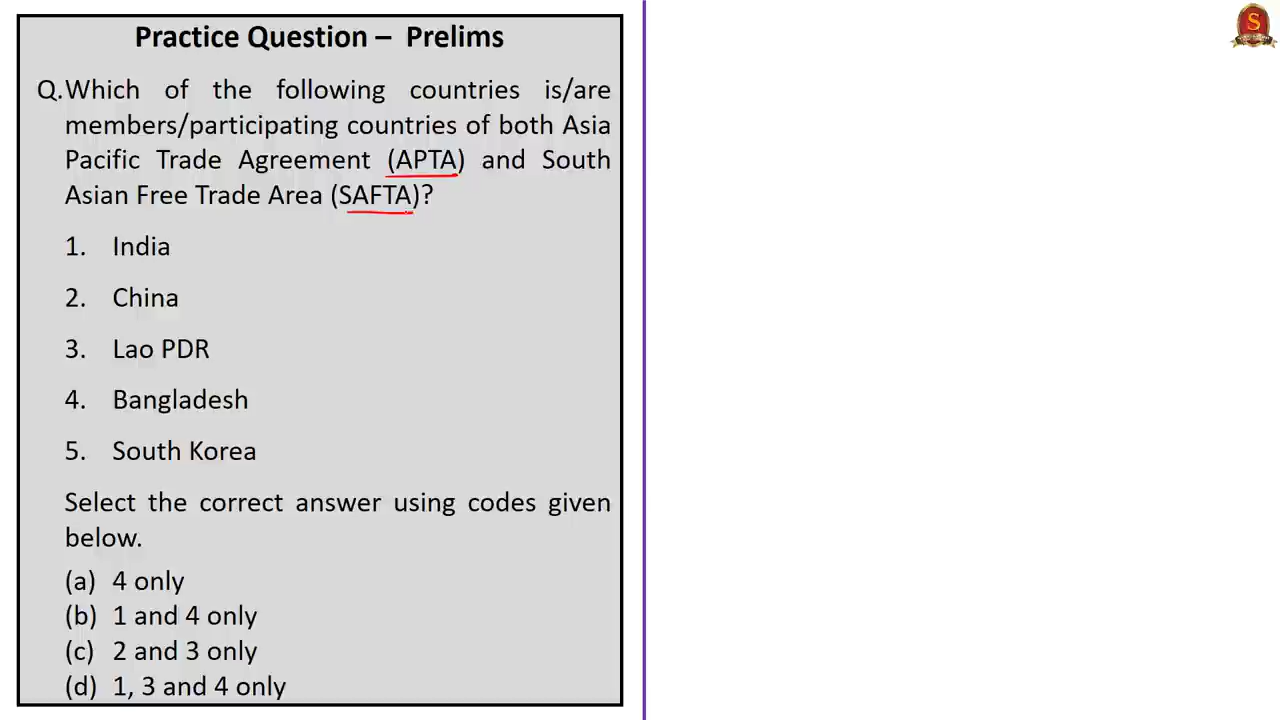 Practice Question – Prelims
Q. Which of the following countries is/are
members/participating countries of both Asia
Pacific Trade Agreement (APTA) and South
Asian Free Trade Area (SAFTA)?
1. India
2. China
3. Lao PDR
4. Bangladesh
5. South Korea
Select the correct answer using codes given
below.
(a) 4 only
(b) 1 and 4 only
(c) 2 and 3 only
(d) 1, 3 and 4 only
S